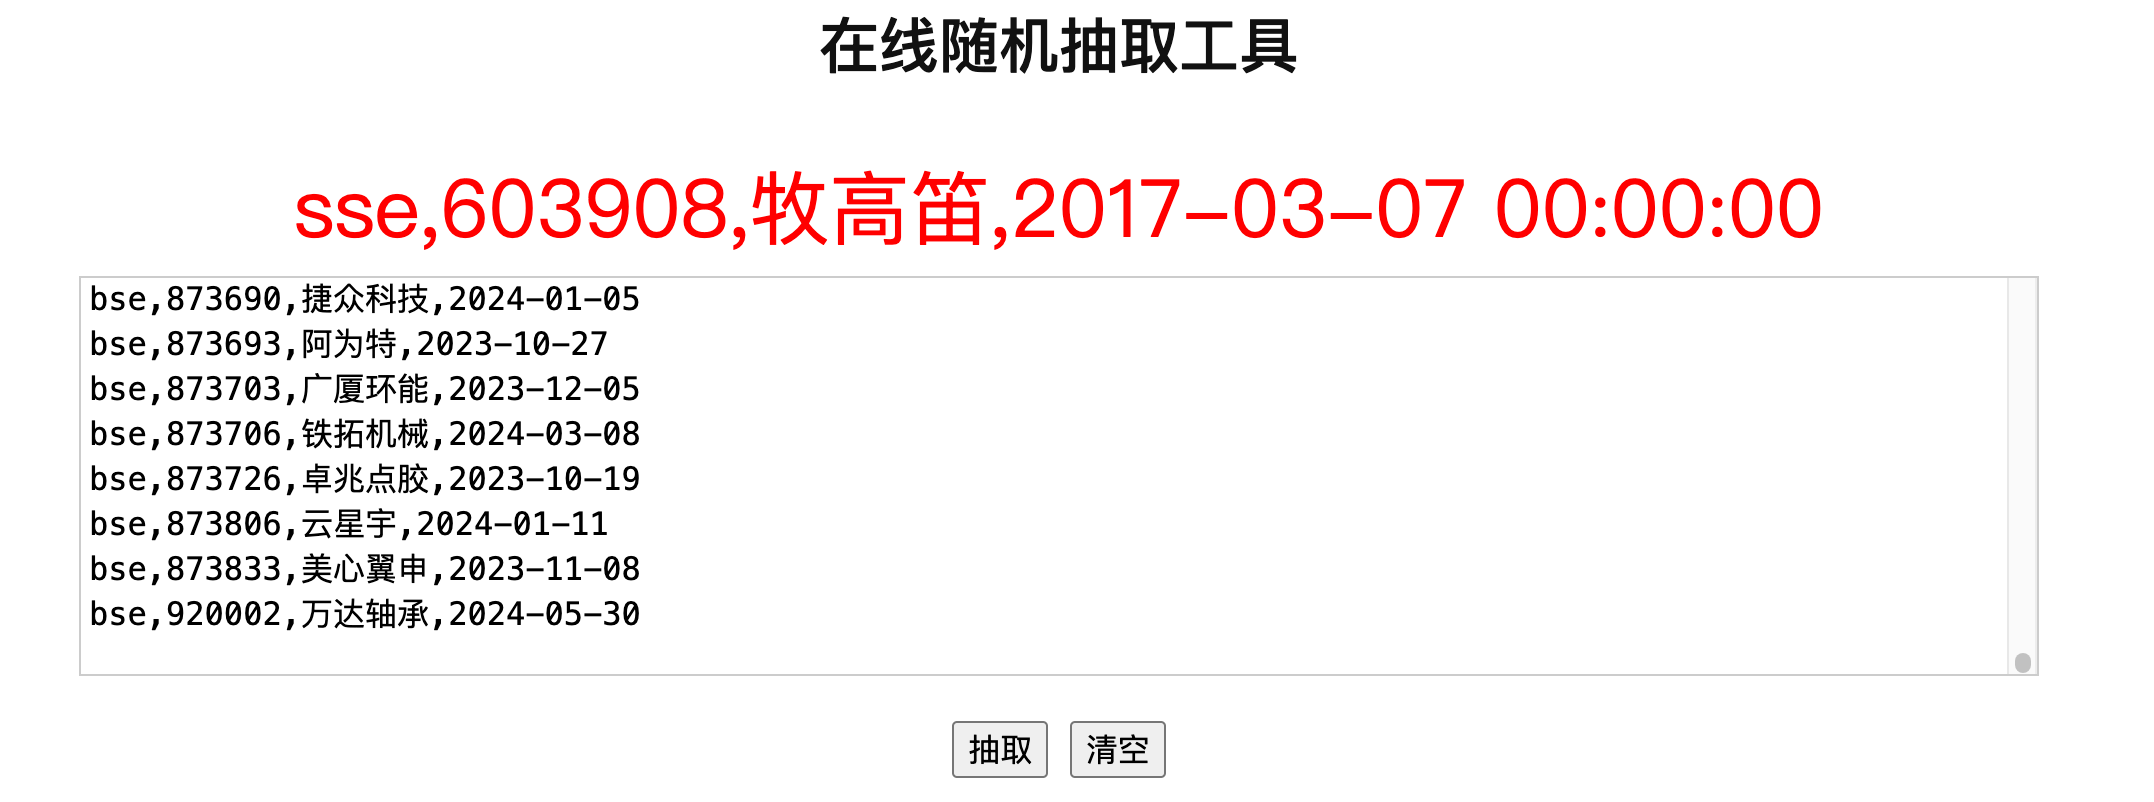 在线随机抽取工具
sse,603908,牧高笛,2017-03-07 00:00:00
bse,873690,捷众科技,2024-01-05
bse,873693,阿为特,2023-10-27
bse,873703,广厦环能,2023-12-05
bse,873706,铁拓机械,2024-03-08
bse,873726,卓兆点胶,2023-10-19
bse,873806,云星宇,2024-01-11
bse,873833,美心翼申,2023-11-08
bse,920002,万达轴承,2024-05-30
抽取 清空